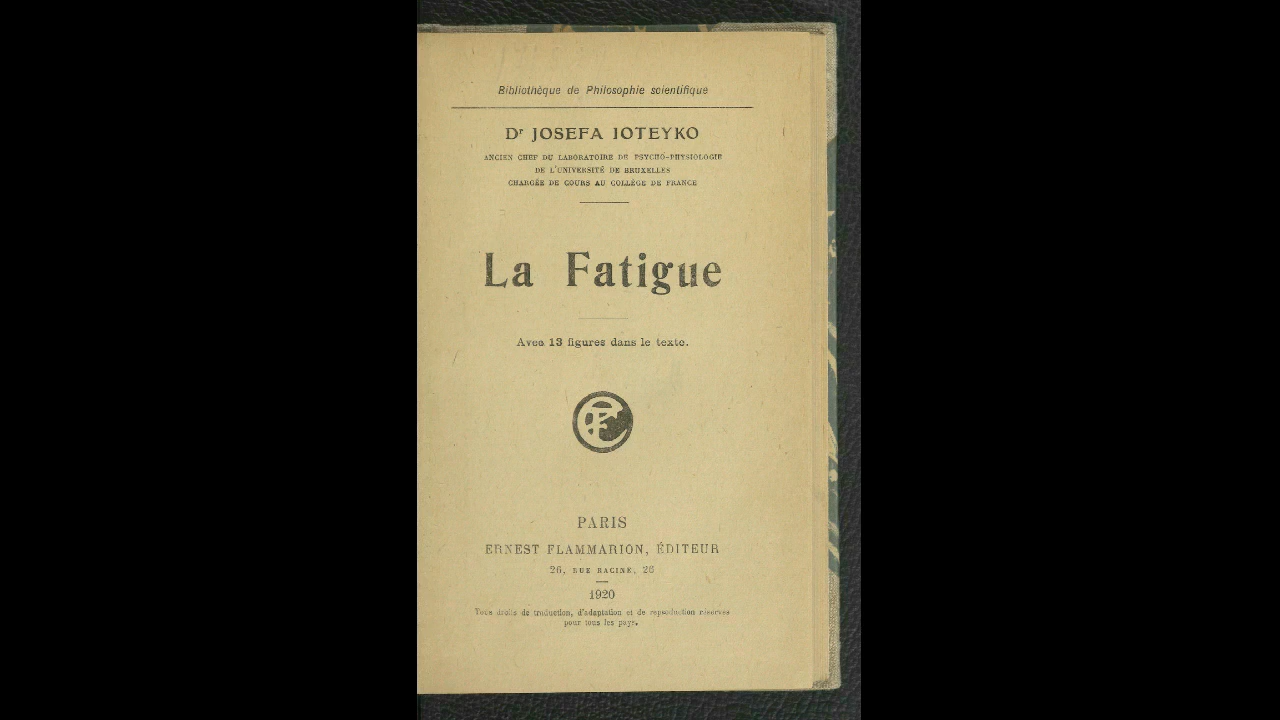 Bibliothèque de Philosophie scientifique
Dr JOSEFA IOTEYKO
ANCIEN CHEF DU LABORATOIRE DE PSYCHO-PHYSIOLOGIE
DE L'UNIVERSITÉ DE BRUXELLES
CHARGÉE DE COURS AU COLLÈGE DE FRANCE
La Fatigue
Avec 13 figures dans le texte.
PARIS
ERNEST FLAMMARION, ÉDITEUR
26, RUE RACINE, 26
1920
Tous droits de traduction, d'adaptation et de reproduction réservés
pour tous les pays.